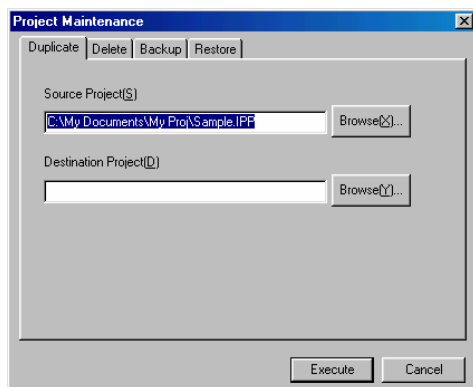 Project Maintenance
Duplicate Delete Backup Restore
Source Project(S)
C:\My Documents\My Proj\Sample.IPP Browse(X)...
Destination Project(D)
Browse(Y)...
Execute Cancel